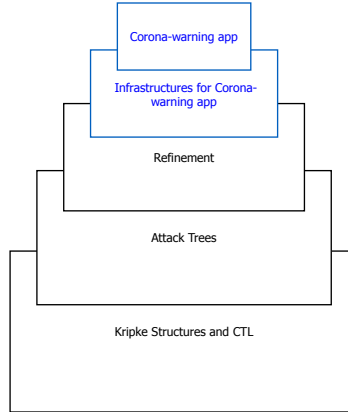 Corona-warning app
Infrastructures for Corona-
warning app
Refinement
Attack Trees
Kripke Structures and CTL